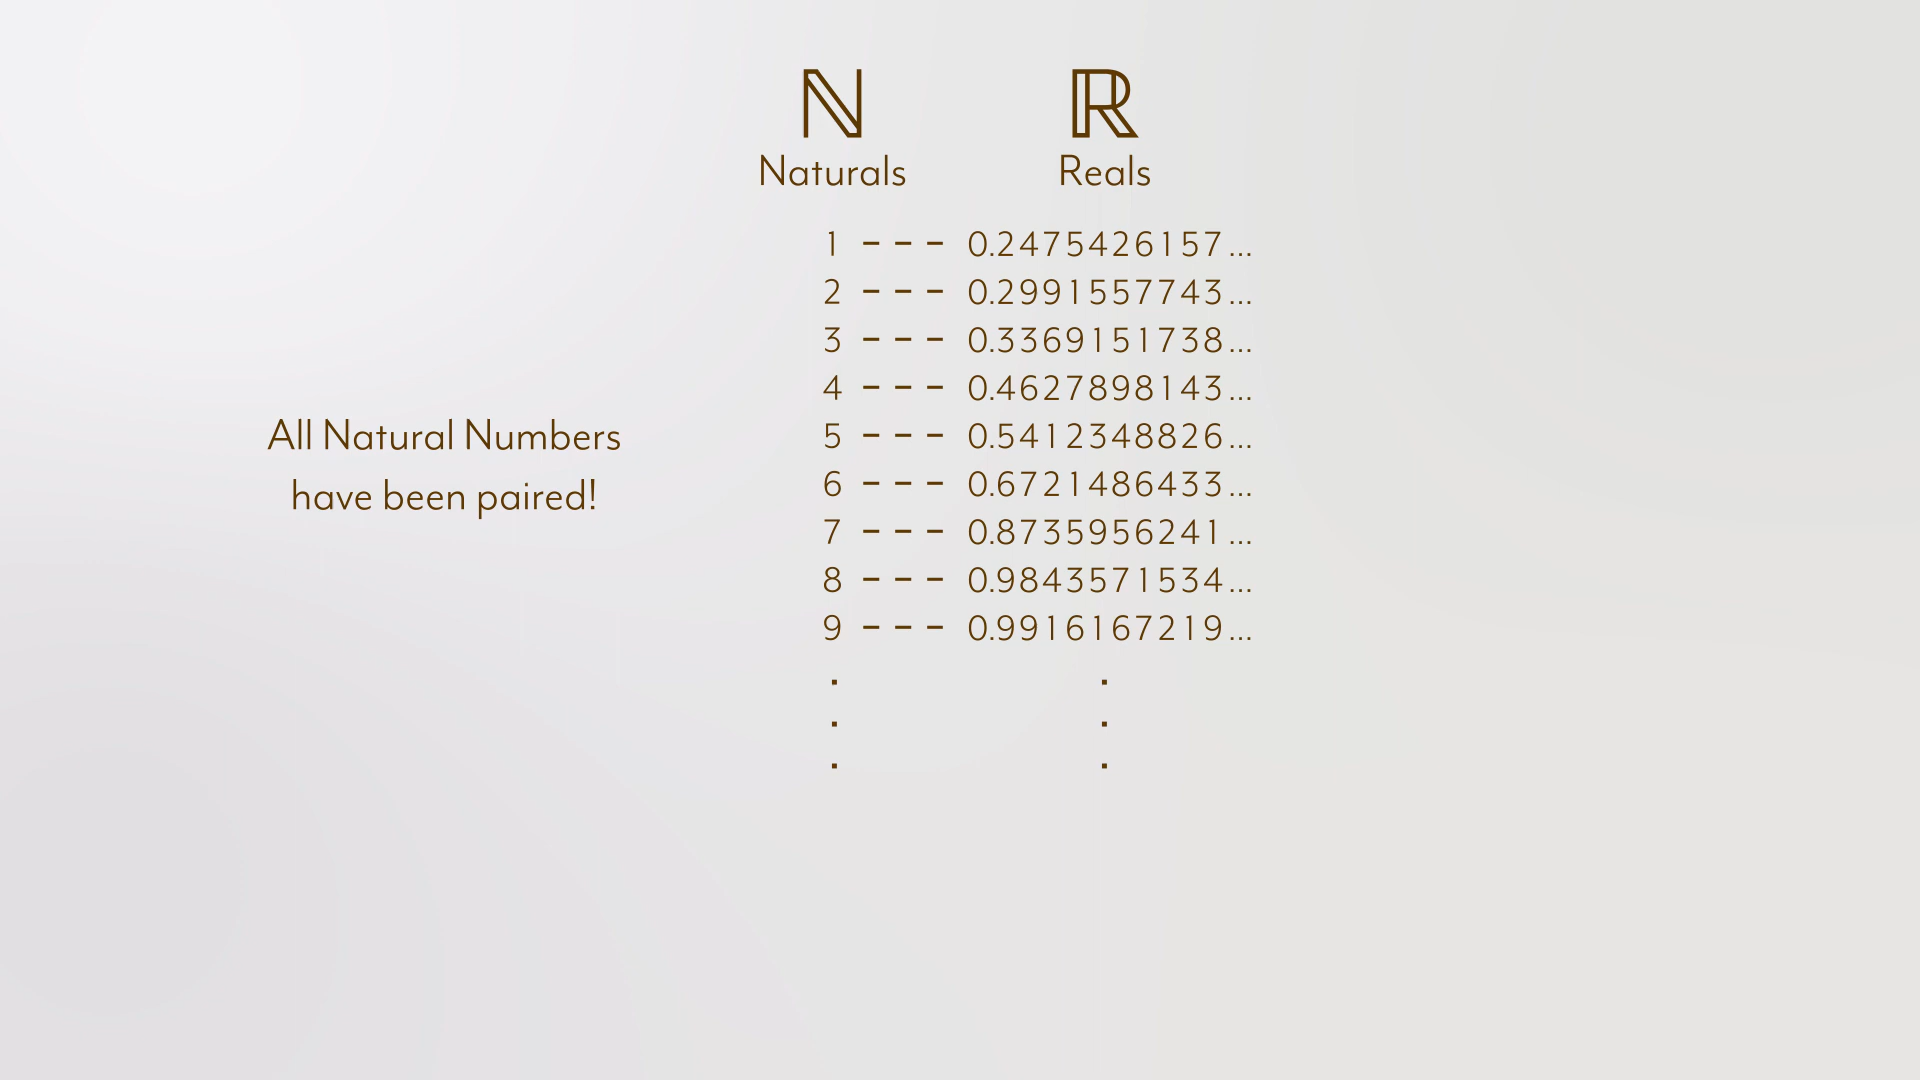 ℕ ℝ
Naturals Reals
1 --- 0.2475426157...
2 --- 0.2991557743...
3 --- 0.3369151738...
4 --- 0.4627898143...
5 --- 0.5412348826...
6 --- 0.6721486433...
7 --- 0.8735956241...
8 --- 0.9843571534...
9 --- 0.9916167219...
. .
. .
. .
All Natural Numbers
have been paired!